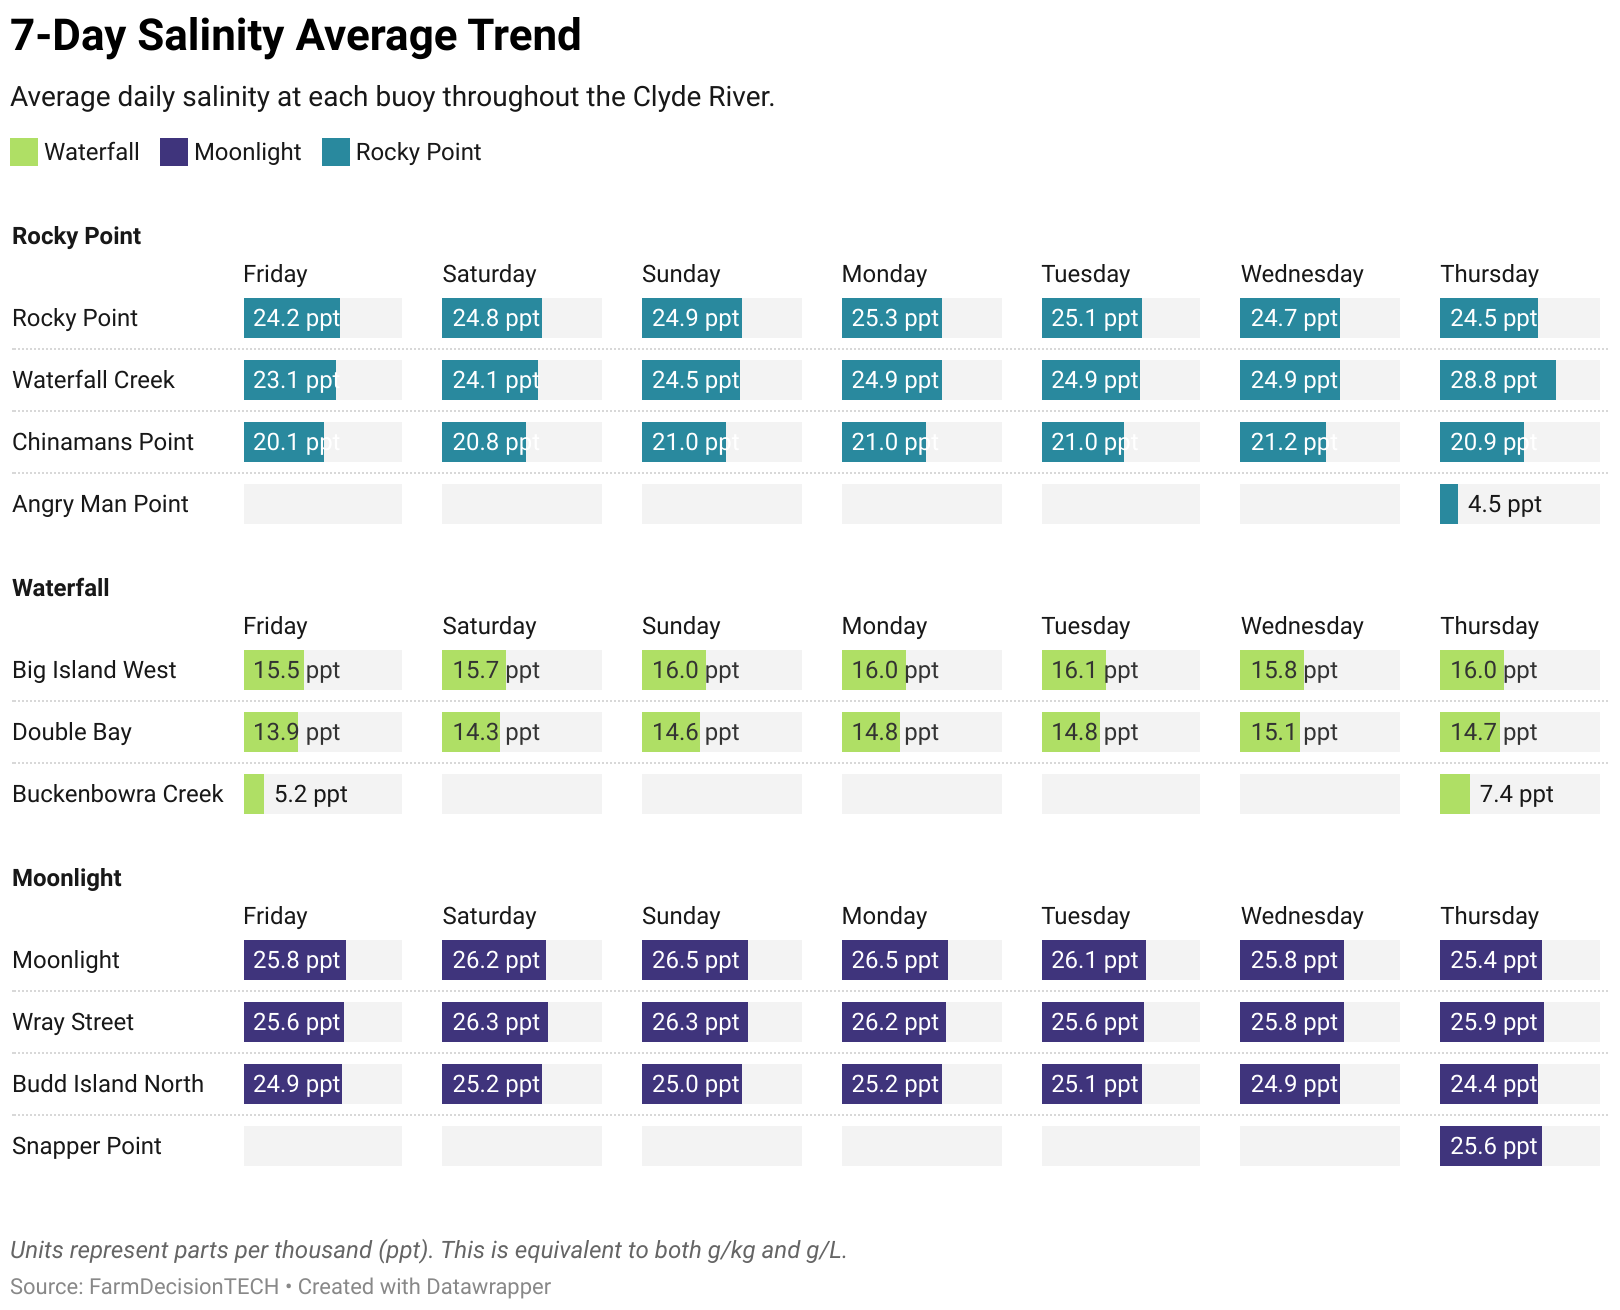 7-Day Salinity Average Trend
Average daily salinity at each buoy throughout the Clyde River.
Waterfall Moonlight Rocky Point
Rocky Point
Friday Saturday Sunday Monday Tuesday Wednesday Thursday
Rocky Point 24.2 ppt 24.8 ppt 24.9 ppt 25.3 ppt 25.1 ppt 24.7 ppt 24.5 ppt
Waterfall Creek 23.1 ppt 24.1 ppt 24.5 ppt 24.9 ppt 24.9 ppt 24.9 ppt 28.8 ppt
Chinamans Point 20.1 ppt 20.8 ppt 21.0 ppt 21.0 ppt 21.0 ppt 21.2 ppt 20.9 ppt
Angry Man Point 4.5 ppt
Waterfall
Friday Saturday Sunday Monday Tuesday Wednesday Thursday
Big Island West 15.5 ppt 15.7 ppt 16.0 ppt 16.0 ppt 16.1 ppt 15.8 ppt 16.0 ppt
Double Bay 13.9 ppt 14.3 ppt 14.6 ppt 14.8 ppt 14.8 ppt 15.1 ppt 14.7 ppt
Buckenbowra Creek 5.2 ppt 7.4 ppt
Moonlight
Friday Saturday Sunday Monday Tuesday Wednesday Thursday
Moonlight 25.8 ppt 26.2 ppt 26.5 ppt 26.5 ppt 26.1 ppt 25.8 ppt 25.4 ppt
Wray Street 25.6 ppt 26.3 ppt 26.3 ppt 26.2 ppt 25.6 ppt 25.8 ppt 25.9 ppt
Budd Island North 24.9 ppt 25.2 ppt 25.0 ppt 25.2 ppt 25.1 ppt 24.9 ppt 24.4 ppt
Snapper Point 25.6 ppt
Units represent parts per thousand (ppt). This is equivalent to both g/kg and g/L.
Source: FarmDecisionTECH • Created with Datawrapper